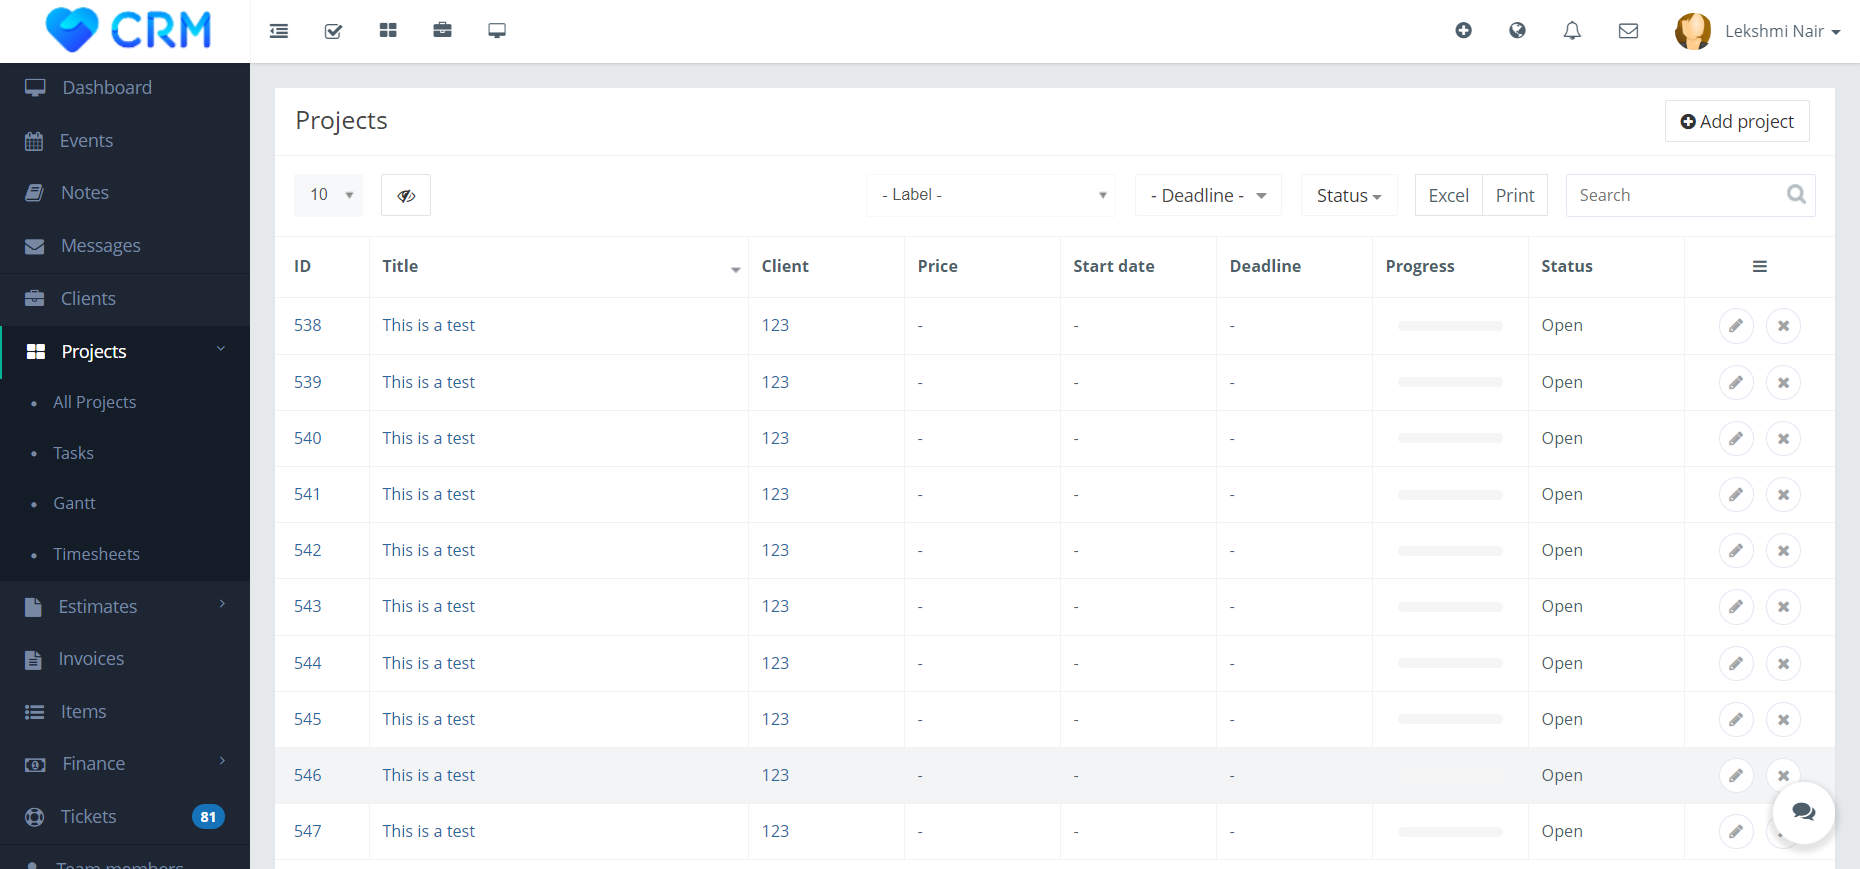 CRM
Lekshmi Nair
Dashboard
Events
Notes
Messages
Clients
Projects
All Projects
Tasks
Gantt
Timesheets
Estimates
Invoices
Items
Finance
Tickets 81
Team members
Projects
Add project
10 - Label - - Deadline - Status Excel Print Search
ID Title Client Price Start date Deadline Progress Status
538 This is a test 123 - - - Open
539 This is a test 123 - - - Open
540 This is a test 123 - - - Open
541 This is a test 123 - - - Open
542 This is a test 123 - - - Open
543 This is a test 123 - - - Open
544 This is a test 123 - - - Open
545 This is a test 123 - - - Open
546 This is a test 123 - - - Open
547 This is a test 123 - - - Open